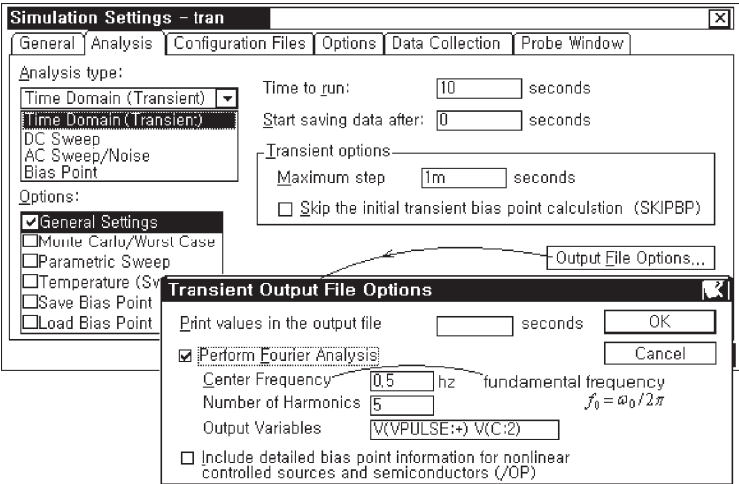 Simulation Settings - tran
General Analysis Configuration Files Options Data Collection Probe Window
Analysis type:
Time Domain (Transient)
Time Domain (Transient)
DC Sweep
AC Sweep/Noise
Bias Point
Time to run: 10 seconds
Start saving data after: 0 seconds
Transient options
Maximum step 1m seconds
Skip the initial transient bias point calculstion (SKIPBP)
Options:
General Settings
Monte Carlo/Worst Case
Parametric Sweep
Temperature (Sw
Save Bias Point
Load Bias Point
Output File Options...
Transient Output File Options
Print values in the output file seconds OK
Perform Fourier Analysis Cancel
Center Frequency 0.5 hz fundamental frequency
Number of Harmonics 5 f₀ = ω₀/2π
Output Variables V(VPULSE:+) V(C:2)
Include detailed bias point information for nonlinear
controlled sources and semiconductors (/OP)